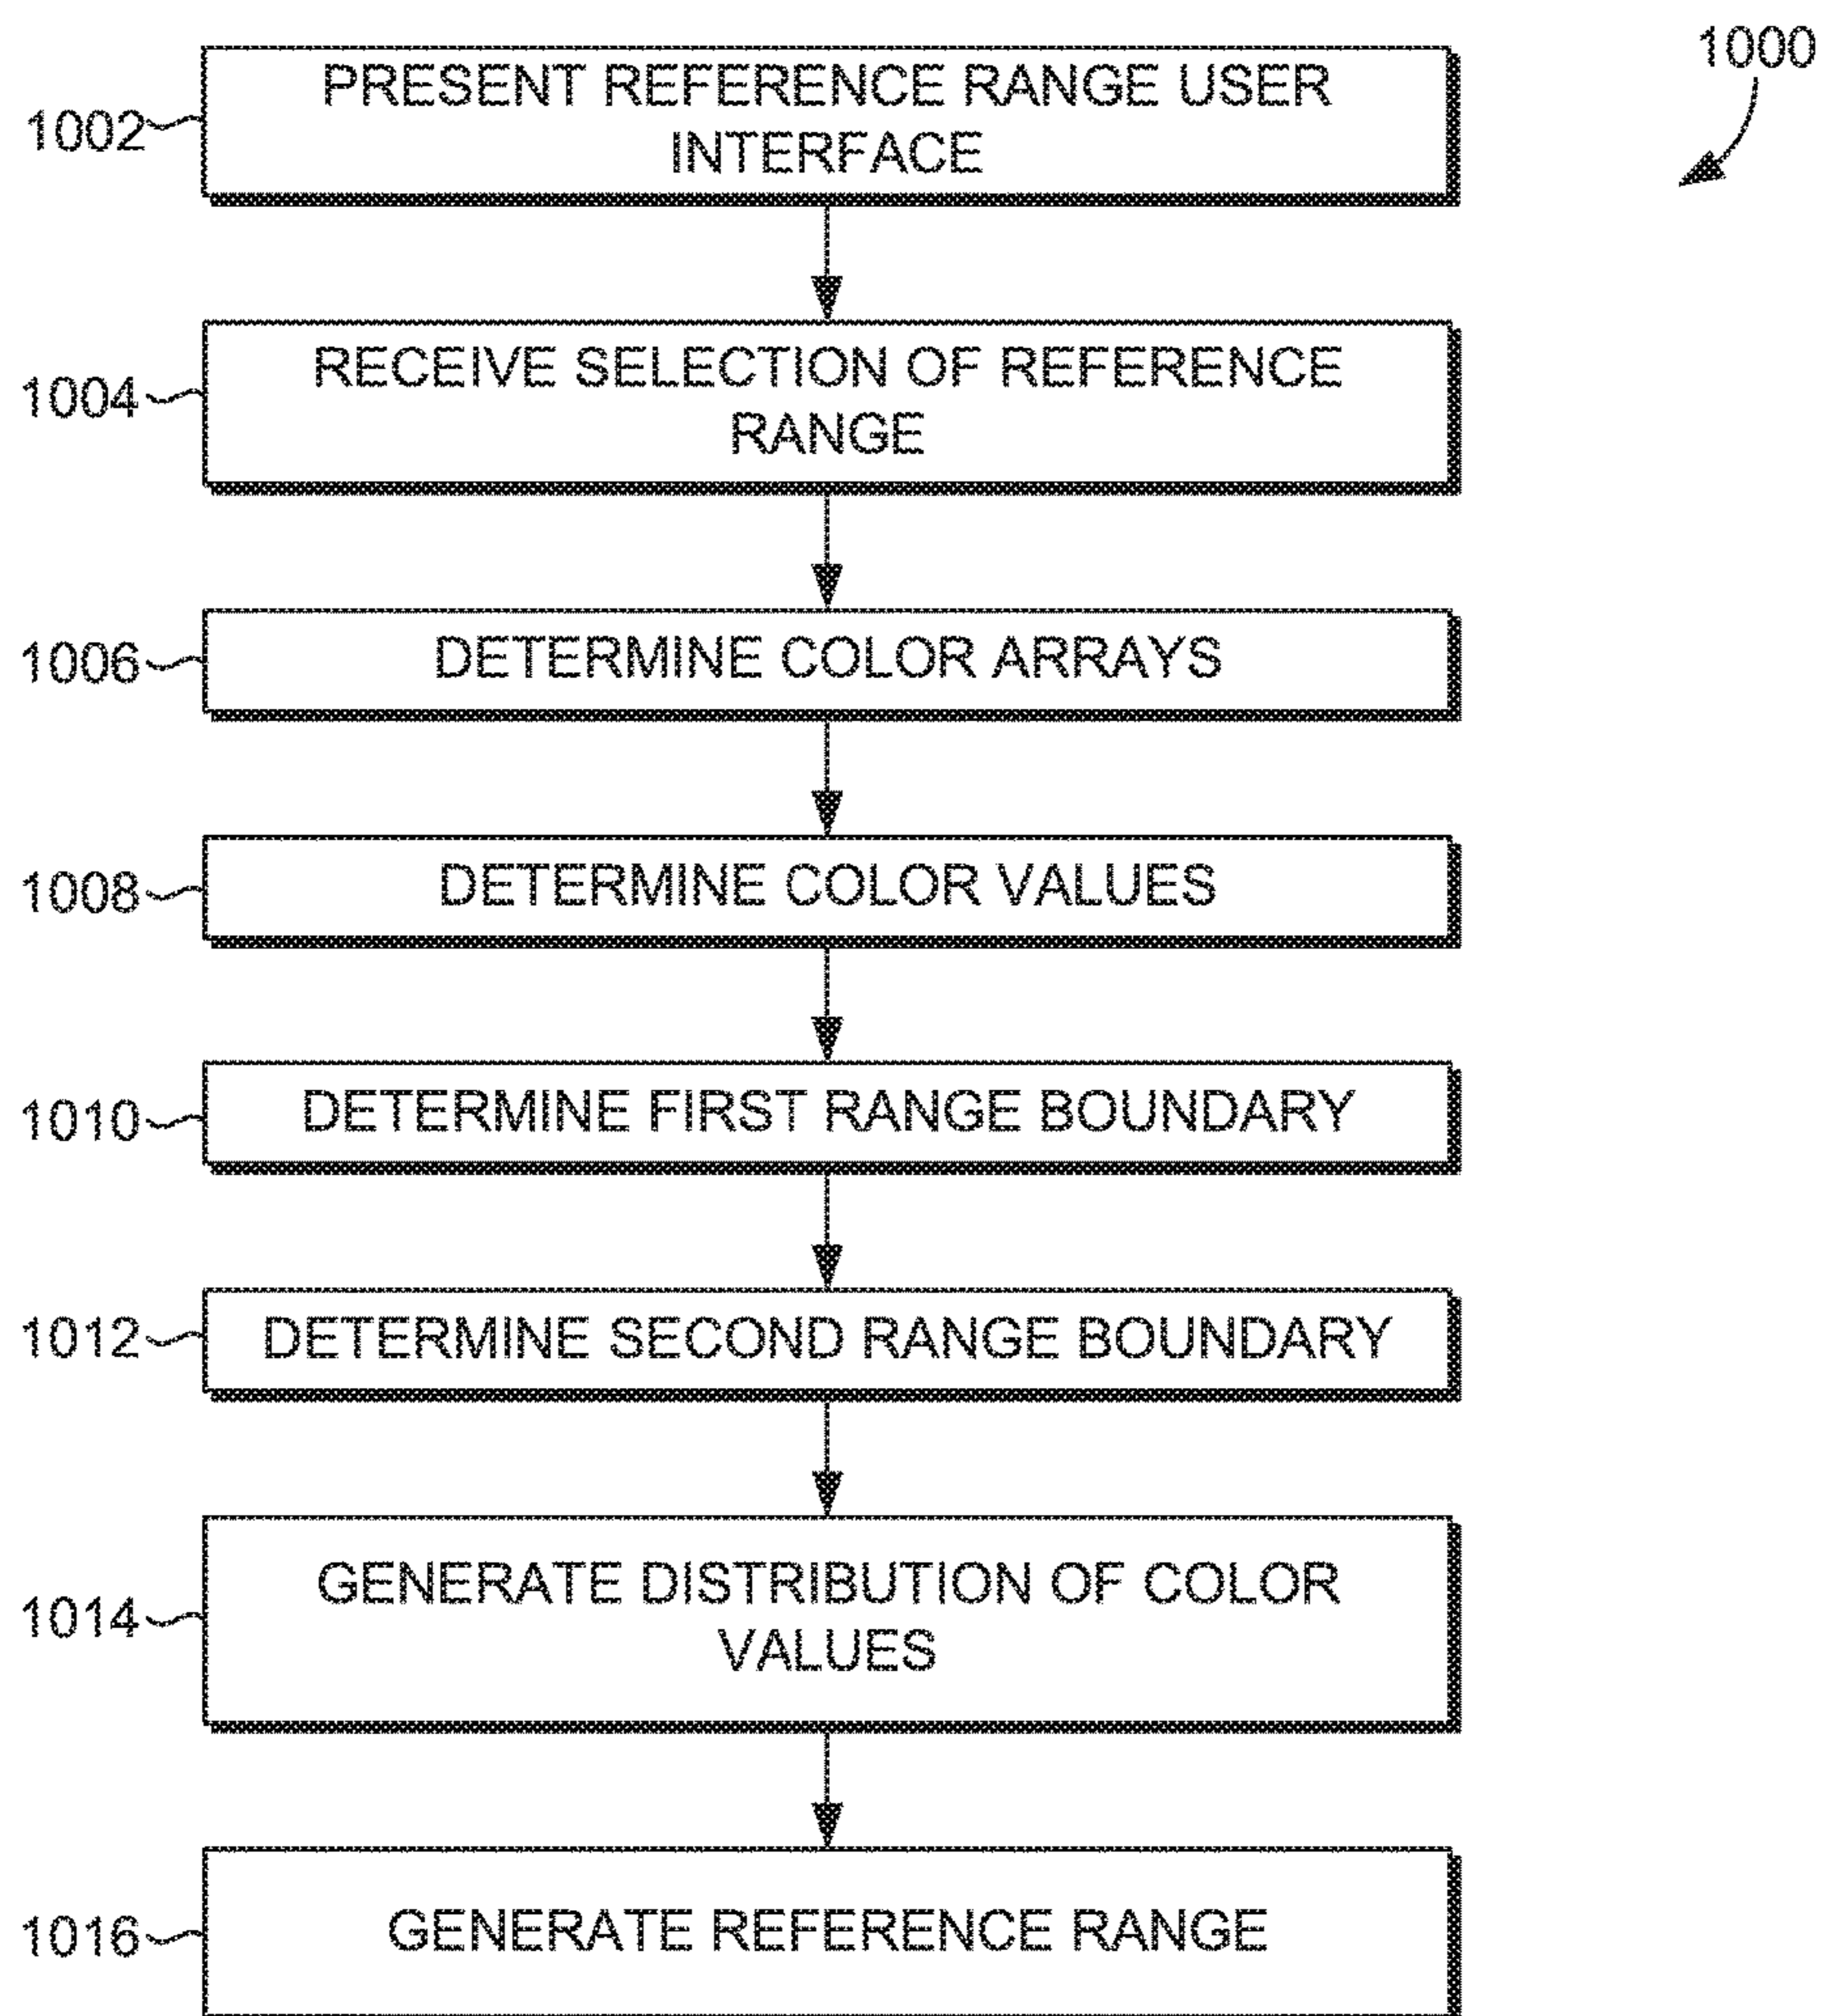 1000
1002
PRESENT REFERENCE RANGE USER
INTERFACE
1004
RECEIVE SELECTION OF REFERENCE
RANGE
1006
DETERMINE COLOR ARRAYS
1008
DETERMINE COLOR VALUES
1010
DETERMINE FIRST RANGE BOUNDARY
1012
DETERMINE SECOND RANGE BOUNDARY
1014
GENERATE DISTRIBUTION OF COLOR
VALUES
1016
GENERATE REFERENCE RANGE